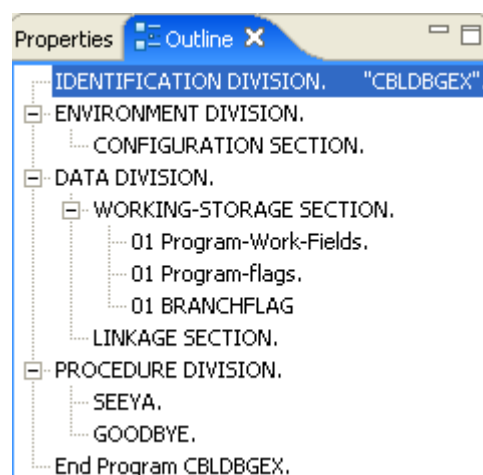 Properties Outline
IDENTIFICATION DIVISION. "CBLDBGEX"
ENVIRONMENT DIVISION.
CONFIGURATION SECTION.
DATA DIVISION.
WORKING-STORAGE SECTION.
01 Program-Work-Fields.
01 Program-flags.
01 BRANCHFLAG
LINKAGE SECTION.
PROCEDURE DIVISION.
SEEYA.
GOODBYE.
End Program CBLDBGEX.